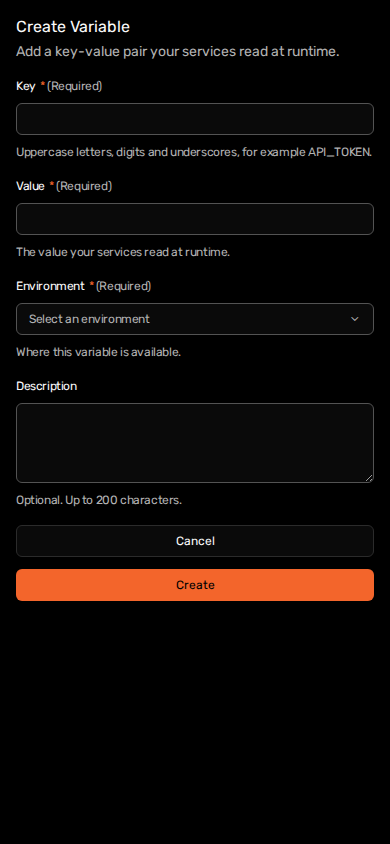 Create Variable
Add a key-value pair your services read at runtime.
Key * (Required)
Uppercase letters, digits and underscores, for example API_TOKEN.
Value * (Required)
The value your services read at runtime.
Environment * (Required)
Select an environment
Where this variable is available.
Description
Optional. Up to 200 characters.
Cancel
Create